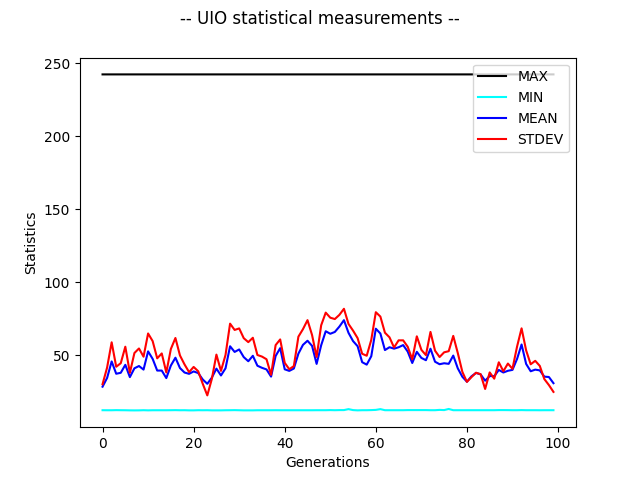 -- UIO statistical measurements --
250
200
150
100
50
Statistics
MAX
MIN
MEAN
STDEV
0 20 40 60 80 100
Generations